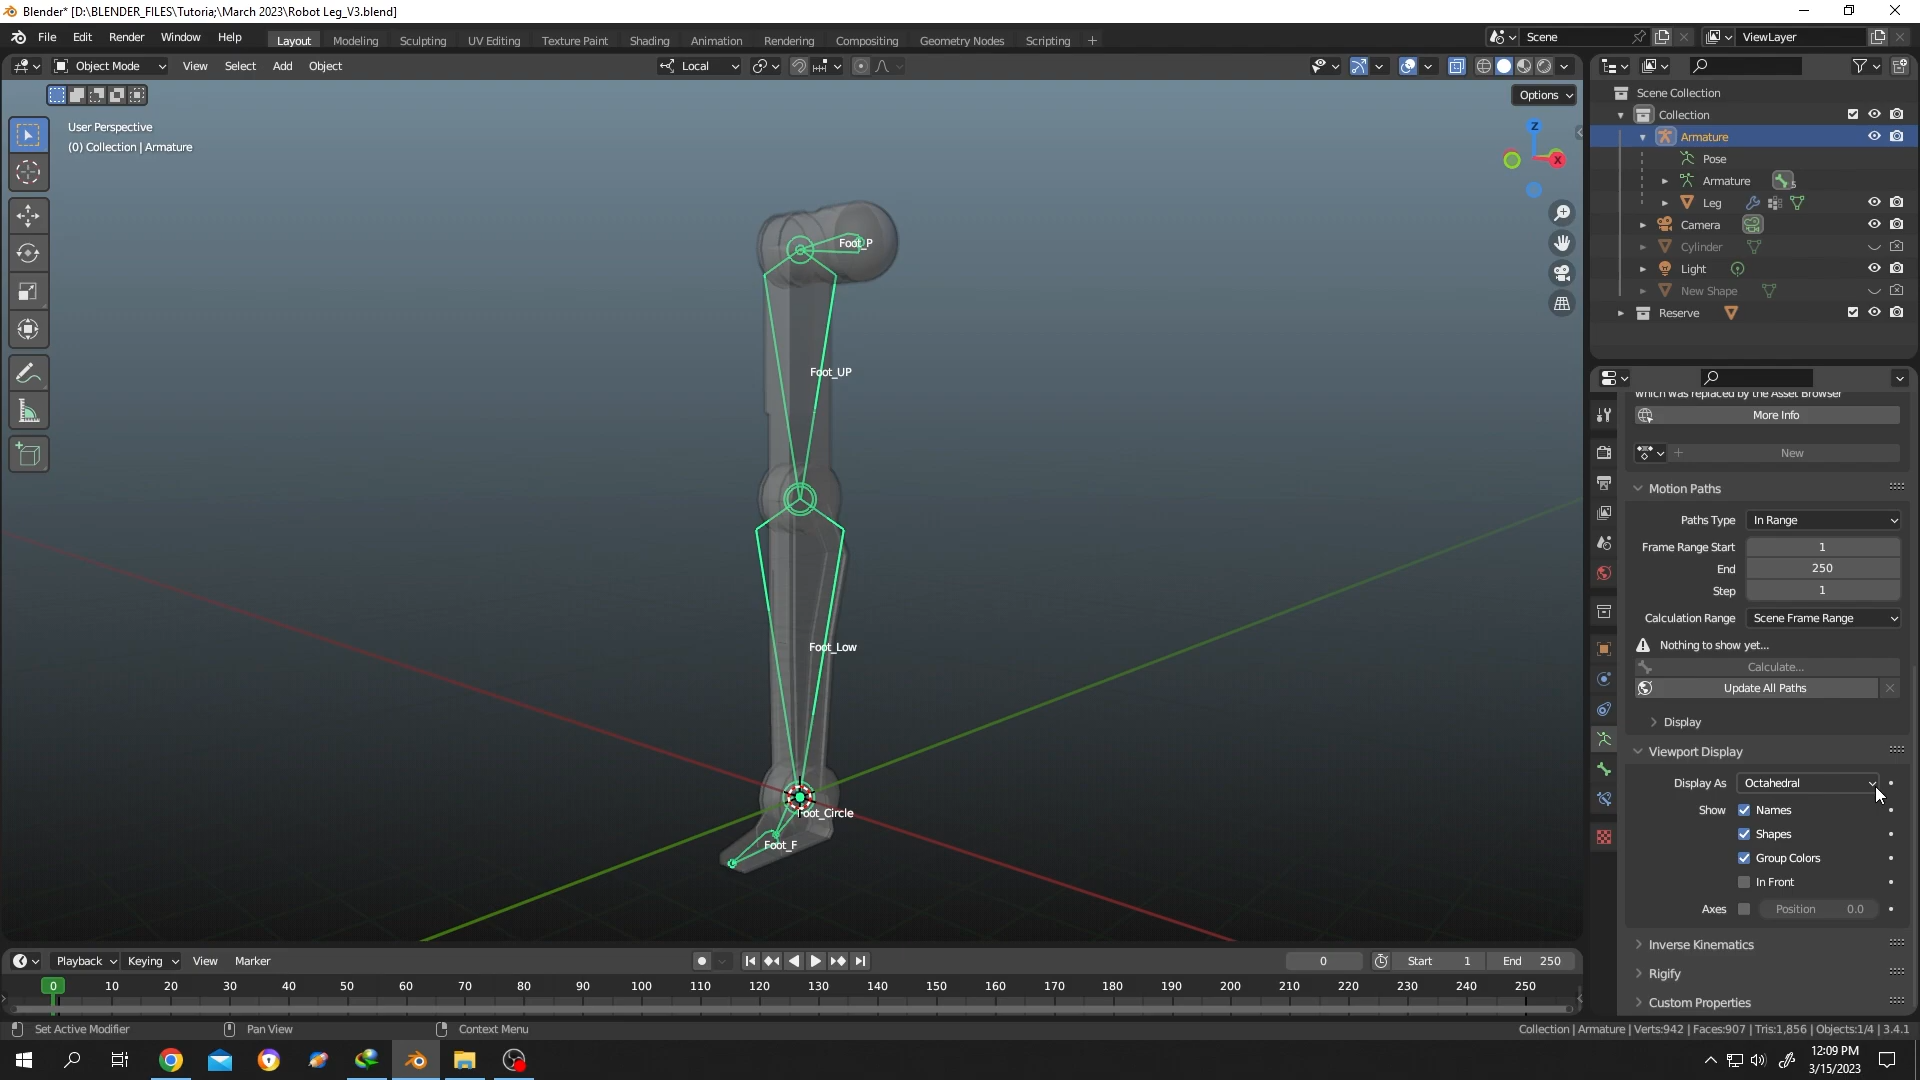 Blender* [D:\BLENDER_FILES\Tutoria;\March 2023\Robot Leg_V3.blend]
File Edit Render Window Help
Layout Modeling Sculpting UV Editing Texture Paint Shading Animation Rendering Compositing Geometry Nodes Scripting +
Scene
ViewLayer
Object Mode View Select Add Object
Local
Options
User Perspective
(0) Collection | Armature
Z
X
Foot_P
Foot_UP
Foot_Low
Foot_Circle
Foot_F
Scene Collection
Collection
Armature
Pose
Armature 5
Leg
Camera
Cylinder
Light
New Shape
Reserve
which was replaced by the Asset Browser
More Info
New
Motion Paths
Paths Type In Range
Frame Range Start 1
End 250
Step 1
Calculation Range Scene Frame Range
Nothing to show yet...
Calculate...
Update All Paths
Display
Viewport Display
Display As Octahedral
Show Names
Shapes
Group Colors
In Front
Axes Position 0.0
Inverse Kinematics
Rigify
Custom Properties
Playback Keying View Marker
0 Start 1 End 250
0 10 20 30 40 50 60 70 80 90 100 110 120 130 140 150 160 170 180 190 200 210 220 230 240 250
Set Active Modifier Pan View Context Menu
Collection | Armature | Verts:942 | Faces:907 | Tris:1,856 | Objects:1/4 | 3.4.1
12:09 PM
3/15/2023